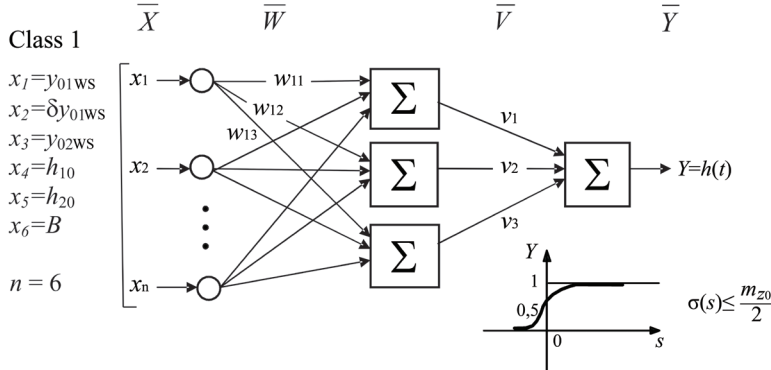 X̅ W̅ V̅ Y̅
Class 1
x₁=y₀₁ws
x₂=δy₀₁ws
x₃=y₀₂ws
x₄=h₁₀
x₅=h₂₀
x₆=B
n = 6
x₁
x₂
xₙ
w₁₁
w₁₂
w₁₃
Σ
Σ
Σ
v₁
v₂
v₃
Σ
Y=h(t)
Y
1
0,5
0
s
σ(s)≤ m_z0/2